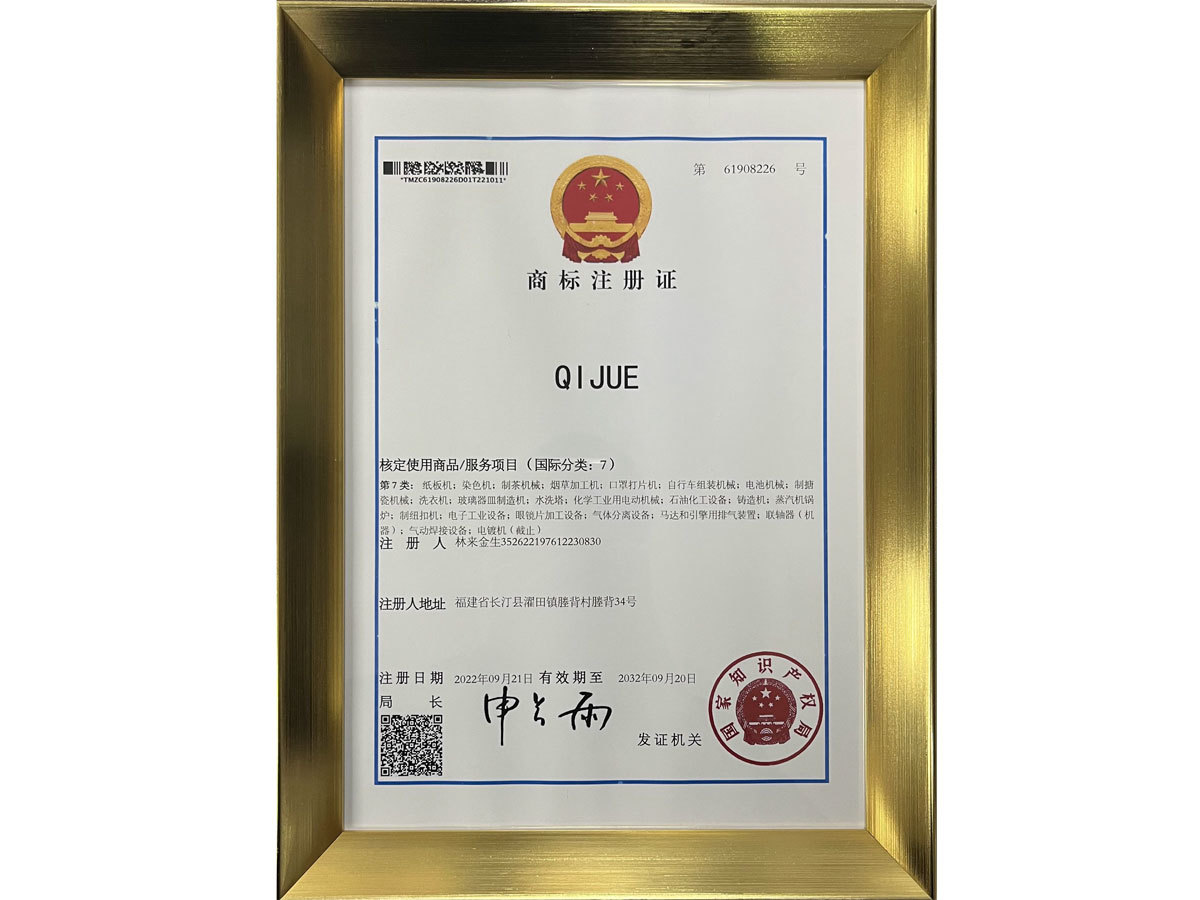 *TMZC61908226D01T221011*
第 61908226 号
商标注册证
QIJUE
核定使用商品/服务项目（国际分类：7）
第7类：纸板机；染色机；制茶机械；烟草加工机；口罩打片机；自行车组装机械；电池机械；制搪
瓷机械；洗衣机；玻璃器皿制造机；水洗塔；化学工业用电动机械；石油化工设备；铸造机；蒸汽机锅
炉；制纽扣机；电子工业设备；眼镜片加工设备；气体分离设备；马达和引擎用排气装置；联轴器（机
器）；气动焊接设备；电镀机（截止）
注册人 林来金生352622197612230830
注册人地址 福建省长汀县濯田镇塍背村塍背34号
注册日期 2022年09月21日 有效期至 2032年09月20日
局长 申长雨
发证机关
国家知识产权局